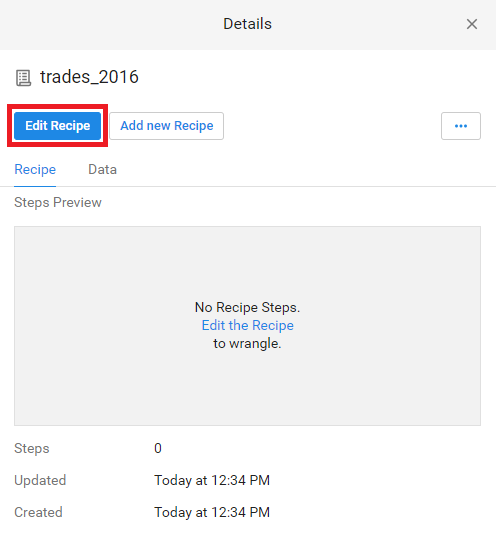 Details
trades_2016
Edit Recipe Add new Recipe
Recipe Data
Steps Preview
No Recipe Steps.
Edit the Recipe
to wrangle.
Steps 0
Updated Today at 12:34 PM
Created Today at 12:34 PM